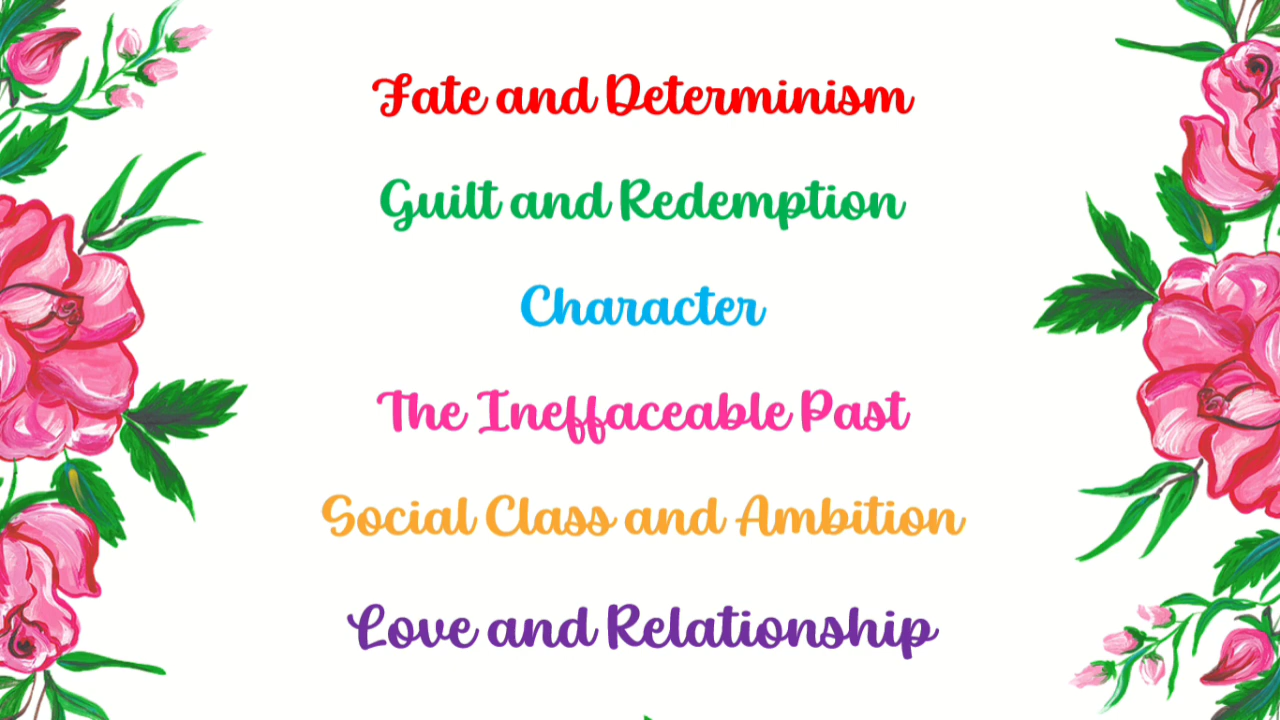 Fate and Determinism
Guilt and Redemption
Character
The Ineffaceable Past
Social Class and Ambition
Love and Relationship